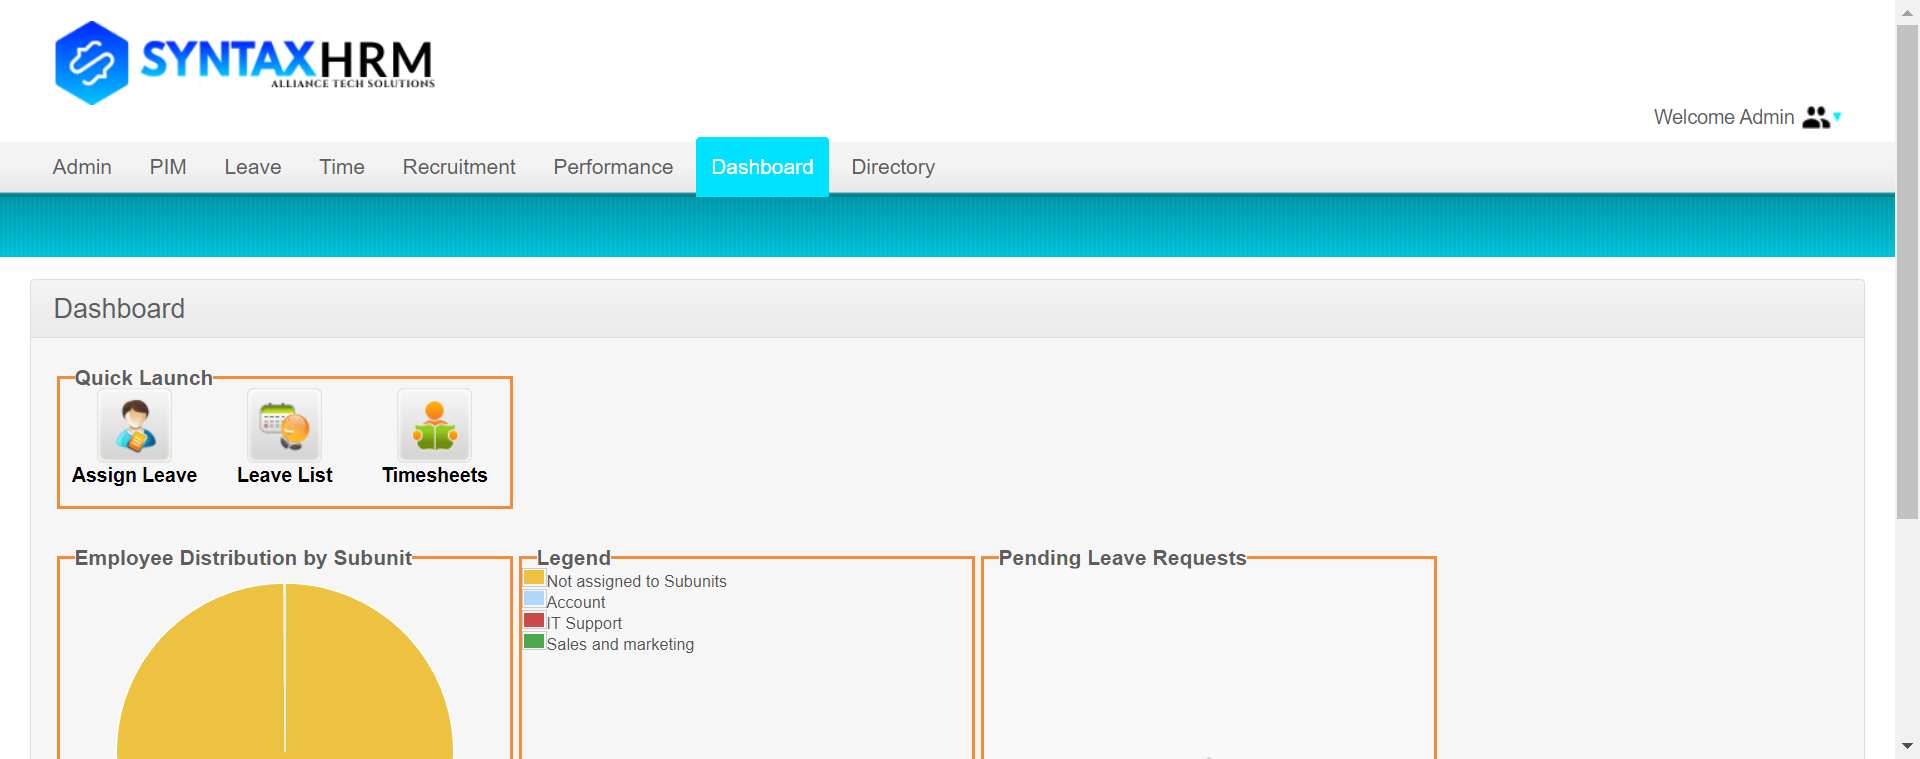 SYNTAXHRM
ALLIANCE TECH SOLUTIONS
Welcome Admin
Admin PIM Leave Time Recruitment Performance Dashboard Directory
Dashboard
Quick Launch
Assign Leave Leave List Timesheets
Employee Distribution by Subunit
Legend
Not assigned to Subunits
Account
IT Support
Sales and marketing
Pending Leave Requests